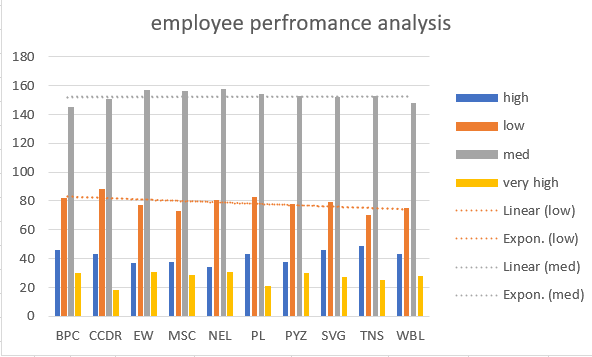 employee perfromance analysis
180
160
140
120
100
80
60
40
20
0
BPC CCDR EW MSC NEL PL PYZ SVG TNS WBL
high
low
med
very high
Linear (low)
Expon. (low)
Linear (med)
Expon. (med)